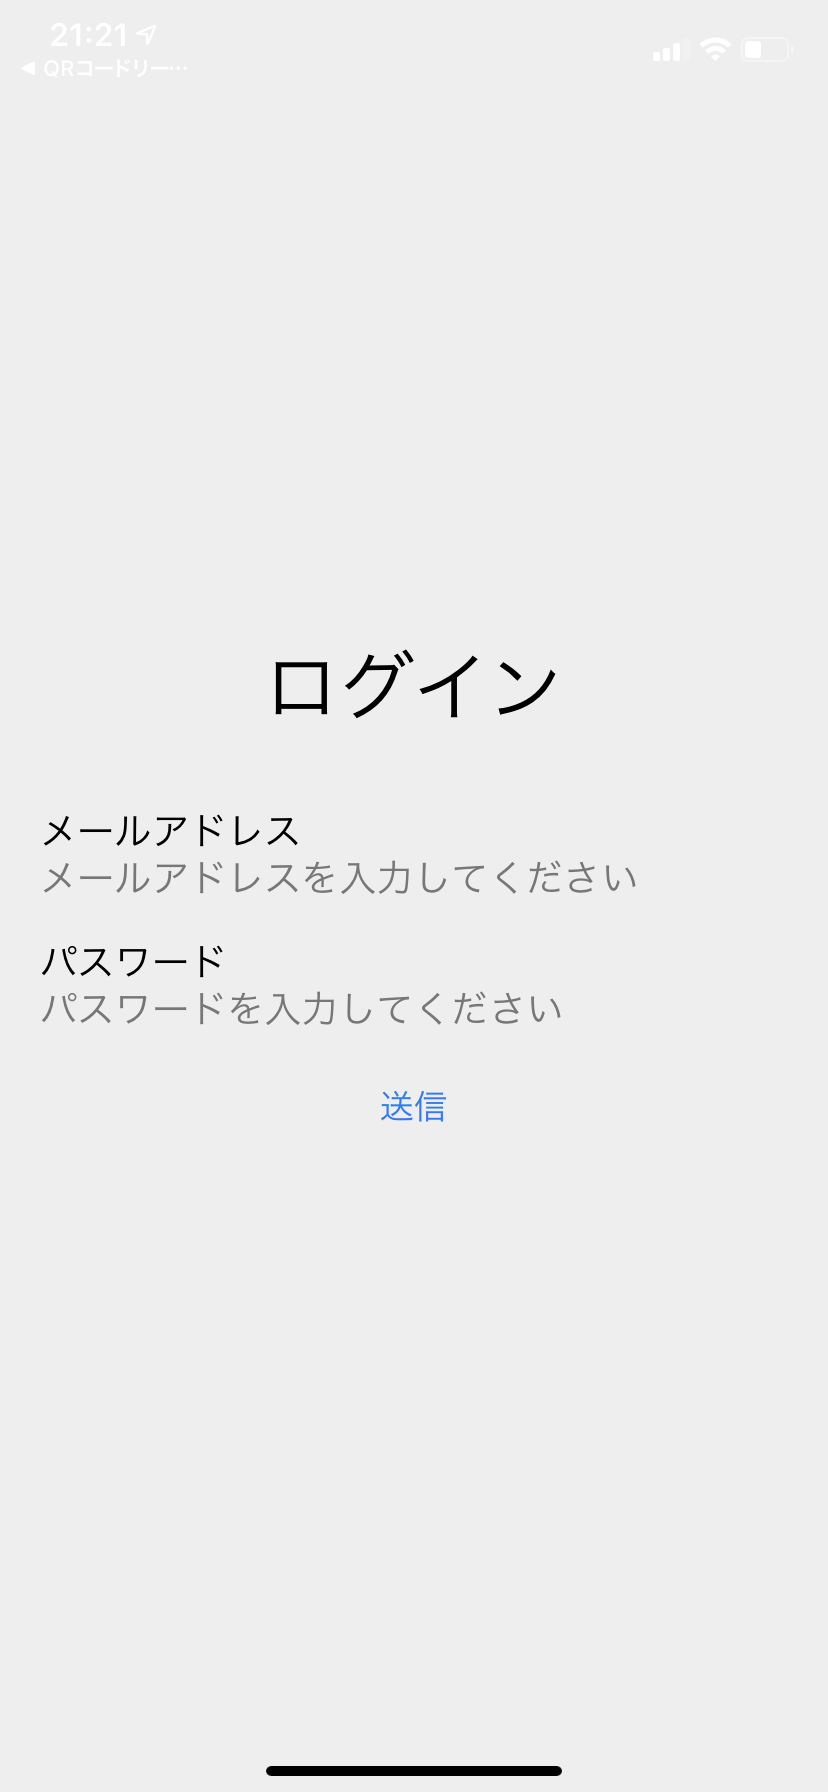 21:21
◀ QRコードリー…
ログイン
メールアドレス
メールアドレスを入力してください
パスワード
パスワードを入力してください
送信